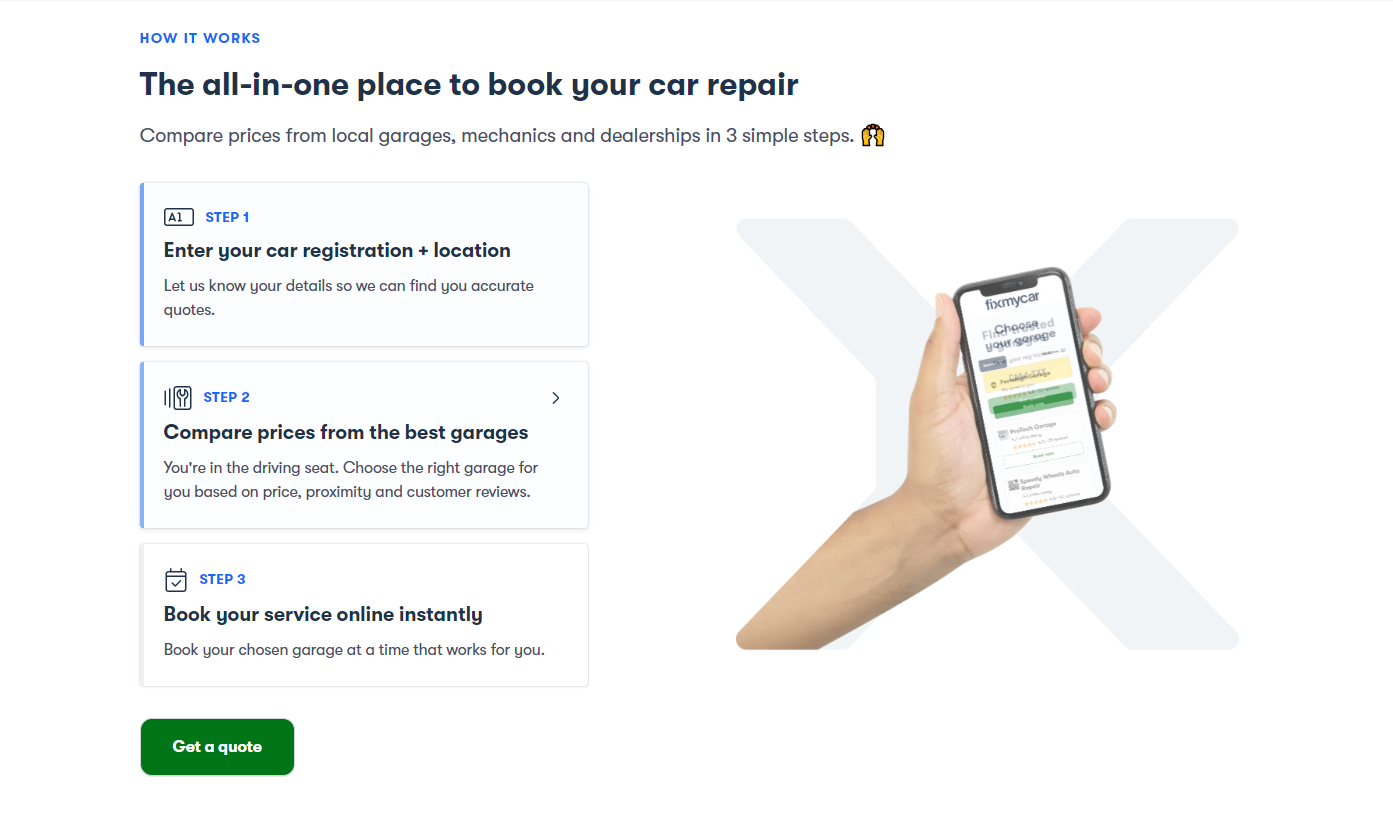 HOW IT WORKS
The all-in-one place to book your car repair
Compare prices from local garages, mechanics and dealerships in 3 simple steps. 🙌
A1 STEP 1
Enter your car registration + location
Let us know your details so we can find you accurate
quotes.
STEP 2
Compare prices from the best garages
You're in the driving seat. Choose the right garage for
you based on price, proximity and customer reviews.
STEP 3
Book your service online instantly
Book your chosen garage at a time that works for you.
Get a quote
fixmycar
Choose
your garage
Find trusted
ProTech Garage
Book now
Speedy Wheels Auto
Repair